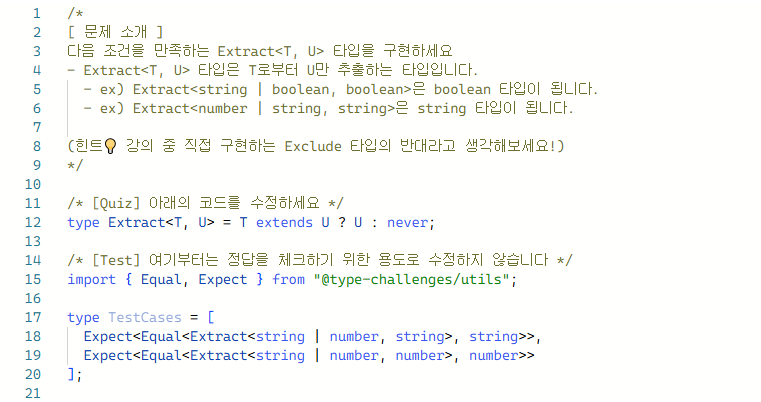 1 /*
2 [ 문제 소개 ]
3 다음 조건을 만족하는 Extract<T, U> 타입을 구현하세요
4 - Extract<T, U> 타입은 T로부터 U만 추출하는 타입입니다.
5 - ex) Extract<string | boolean, boolean>은 boolean 타입이 됩니다.
6 - ex) Extract<number | string, string>은 string 타입이 됩니다.
7
8 (힌트💡 강의 중 직접 구현하는 Exclude 타입의 반대라고 생각해보세요!)
9 */
10
11 /* [Quiz] 아래의 코드를 수정하세요 */
12 type Extract<T, U> = T extends U ? U : never;
13
14 /* [Test] 여기부터는 정답을 체크하기 위한 용도로 수정하지 않습니다 */
15 import { Equal, Expect } from "@type-challenges/utils";
16
17 type TestCases = [
18 Expect<Equal<Extract<string | number, string>, string>>,
19 Expect<Equal<Extract<string | number, number>, number>>
20 ];
21